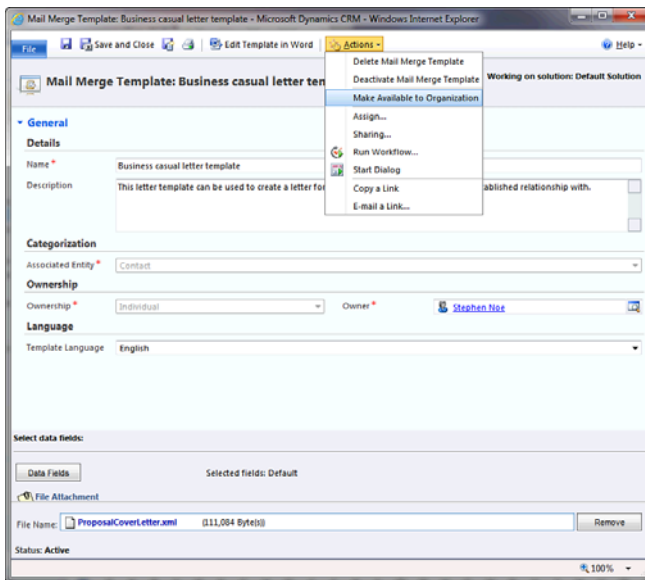 Mail Merge Template: Business casual letter template - Microsoft Dynamics CRM - Windows Internet Explorer
File Save and Close Edit Template in Word Actions Help
Delete Mail Merge Template
Deactivate Mail Merge Template
Make Available to Organization
Assign...
Sharing...
Run Workflow...
Start Dialog
Copy a Link
E-mail a Link...
Mail Merge Template: Business casual letter ten
Working on solution: Default Solution
General
Details
Name * Business casual letter template
Description This letter template can be used to create a letter for ablished relationship with.
Categorization
Associated Entity * Contact
Ownership
Ownership * Individual Owner * Stephen Noe
Language
Template Language English
Select data fields:
Data Fields Selected fields: Default
File Attachment
File Name: ProposalCoverLetter.xml (111,084 Byte(s)) Remove
Status: Active
100%